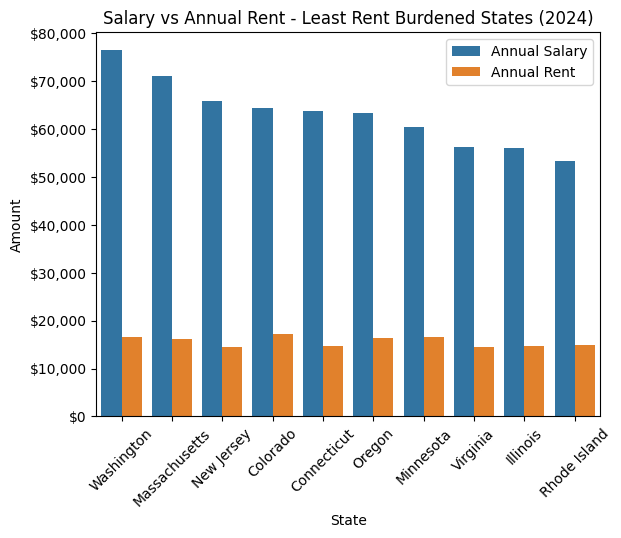 Salary vs Annual Rent - Least Rent Burdened States (2024)
Annual Salary
Annual Rent
Amount
$80,000
$70,000
$60,000
$50,000
$40,000
$30,000
$20,000
$10,000
$0
Washington
Massachusetts
New Jersey
Colorado
Connecticut
Oregon
Minnesota
Virginia
Illinois
Rhode Island
State